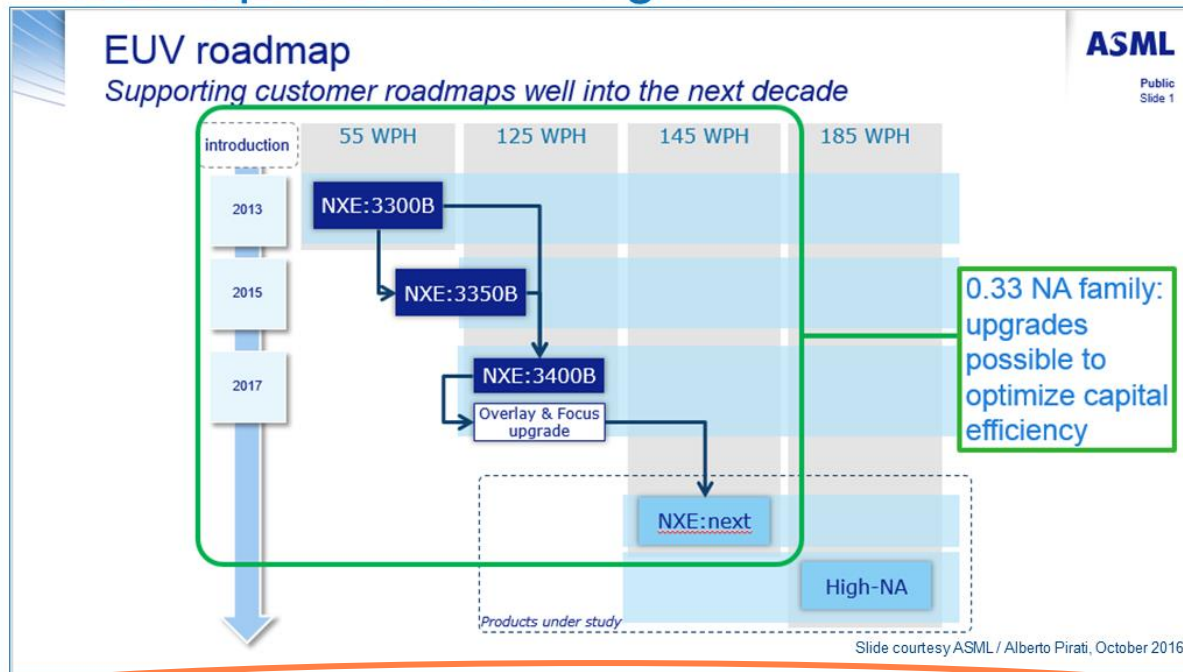 EUV roadmap
Supporting customer roadmaps well into the next decade
ASML
Public
Slide 1
introduction
55 WPH
125 WPH
145 WPH
185 WPH
2013
NXE:3300B
2015
NXE:3350B
0.33 NA family:
upgrades
possible to
optimize capital
efficiency
2017
NXE:3400B
Overlay & Focus
upgrade
NXE:next
High-NA
Products under study
Slide courtesy ASML / Alberto Pirati, October 2016